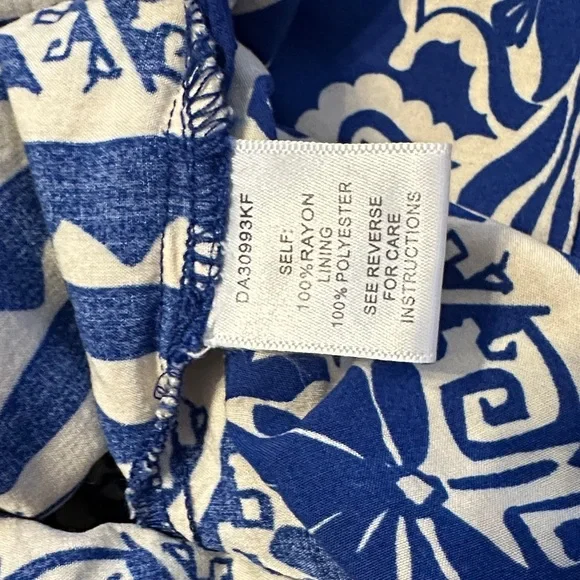 DA30993KF
SELF:
100%RAYON
LINING
100% POLYESTER
SEE REVERSE
FOR CARE
INSTRUCTIONS